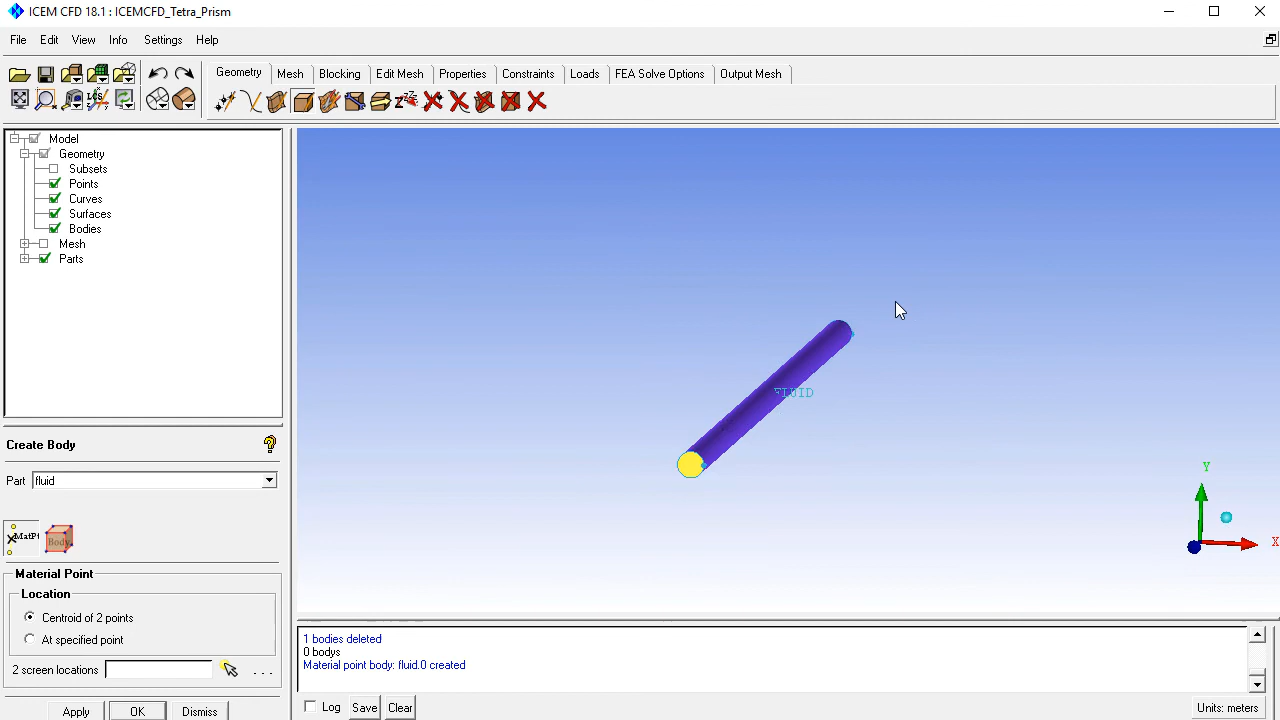 ICEM CFD 18.1 : ICEMCFD_Tetra_Prism
File Edit View Info Settings Help
Geometry Mesh Blocking Edit Mesh Properties Constraints Loads FEA Solve Options Output Mesh
Model
Geometry
Subsets
Points
Curves
Surfaces
Bodies
Mesh
Parts
Create Body
Part fluid
Body
Material Point
Location
Centroid of 2 points
At specified point
2 screen locations
Apply OK Dismiss
FLUID
Y
X
1 bodies deleted
0 bodys
Material point body: fluid.0 created
Log Save Clear
Units: meters